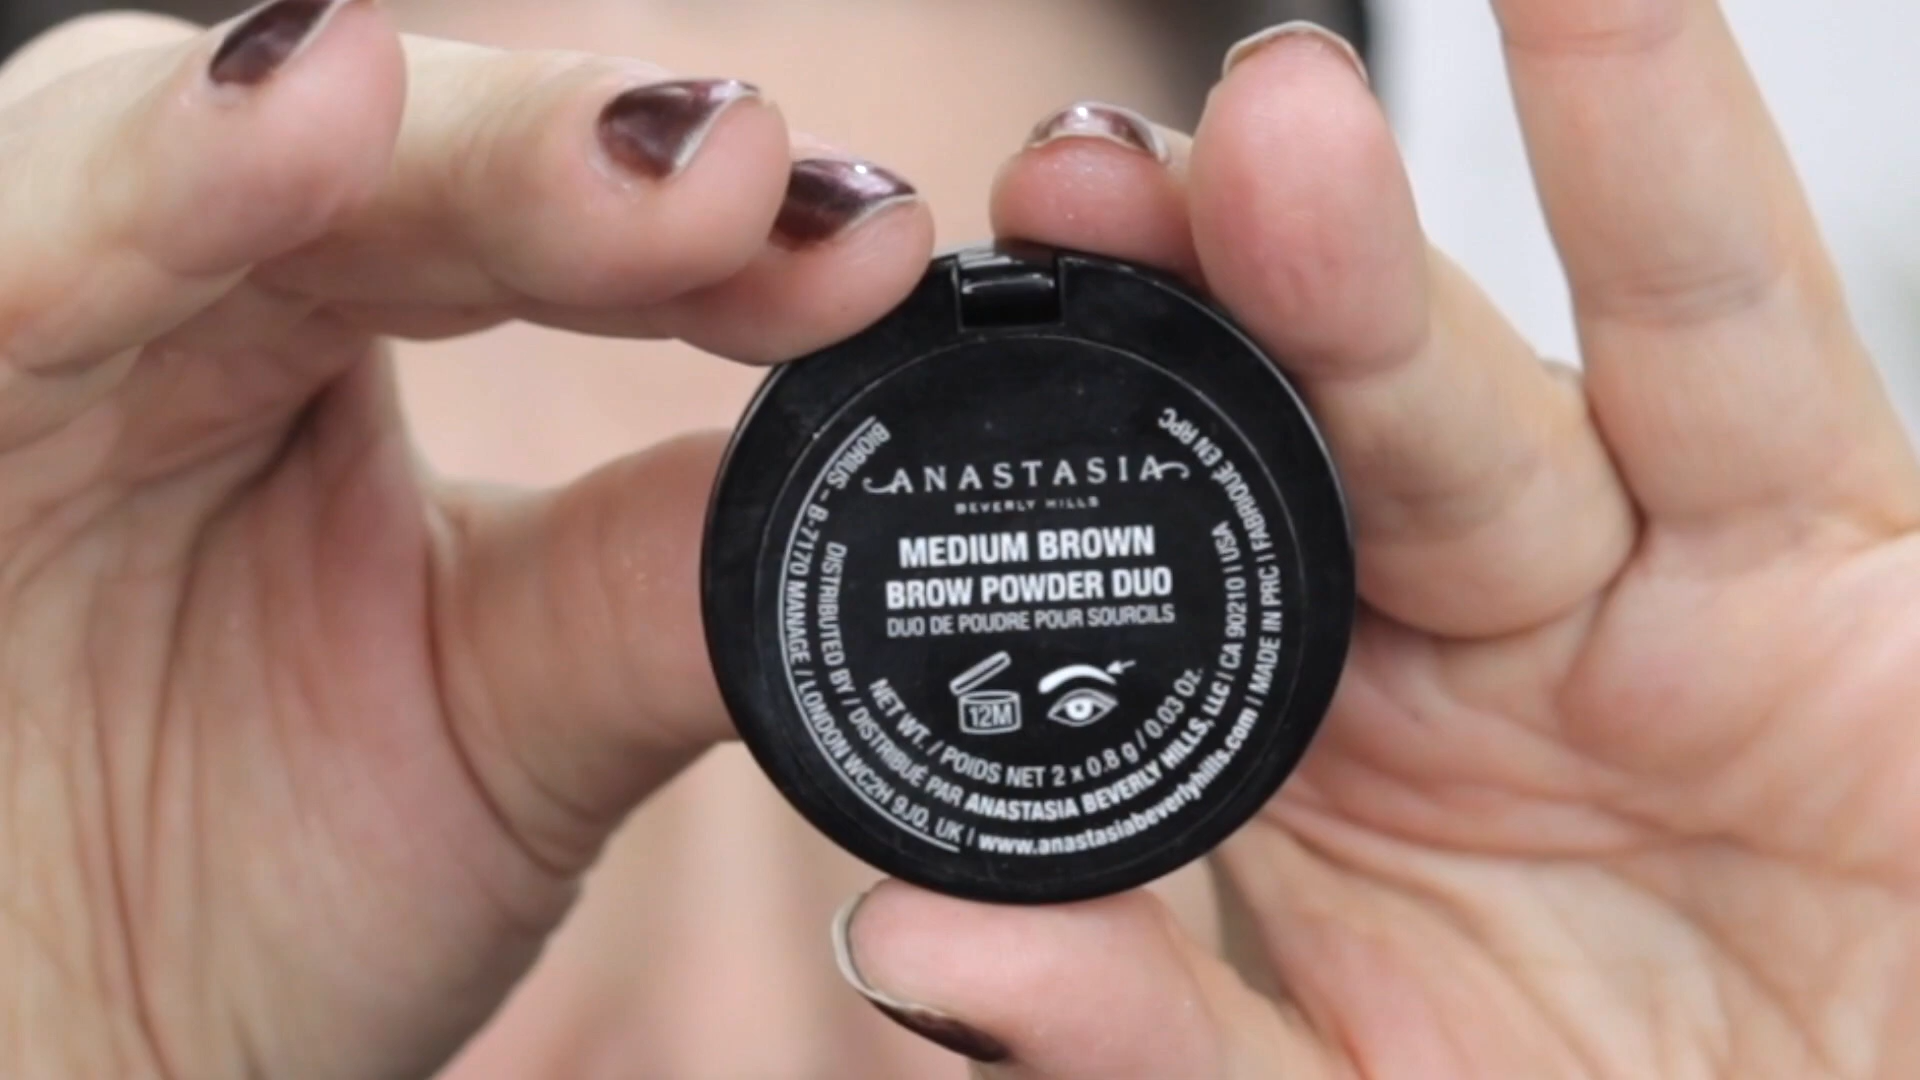 ANASTASIA
BEVERLY HILLS
MEDIUM BROWN
BROW POWDER DUO
DUO DE POUDRE POUR SOURCILS
12M
NET WT. / POIDS NET 2 x 0.8 g / 0.03 Oz.
DISTRIBUTED BY / DISTRIBUÉ PAR ANASTASIA BEVERLY HILLS, LLC | CA 90210 | USA
BIORIUS - B-7170 MANAGE / LONDON WC2H 9JQ, UK | www.anastasiabeverlyhills.com | MADE IN PRC | FABRIQUÉ EN RPC